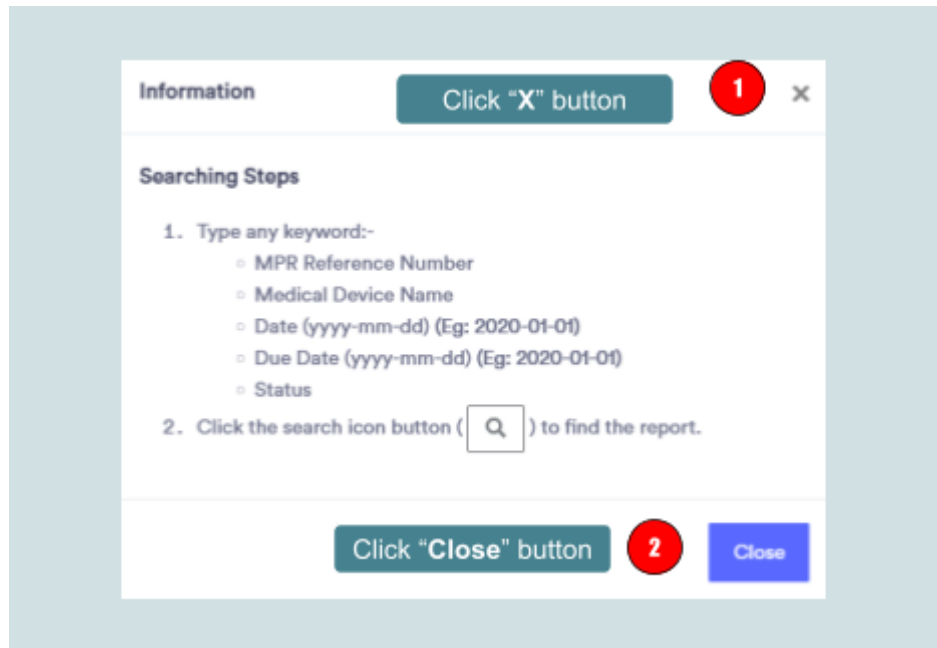 Information
Click “X” button
1
×
Searching Steps
1. Type any keyword:-
◦ MPR Reference Number
◦ Medical Device Name
◦ Date (yyyy-mm-dd) (Eg: 2020-01-01)
◦ Due Date (yyyy-mm-dd) (Eg: 2020-01-01)
◦ Status
2. Click the search icon button ( ) to find the report.
Click “Close” button
2
Close